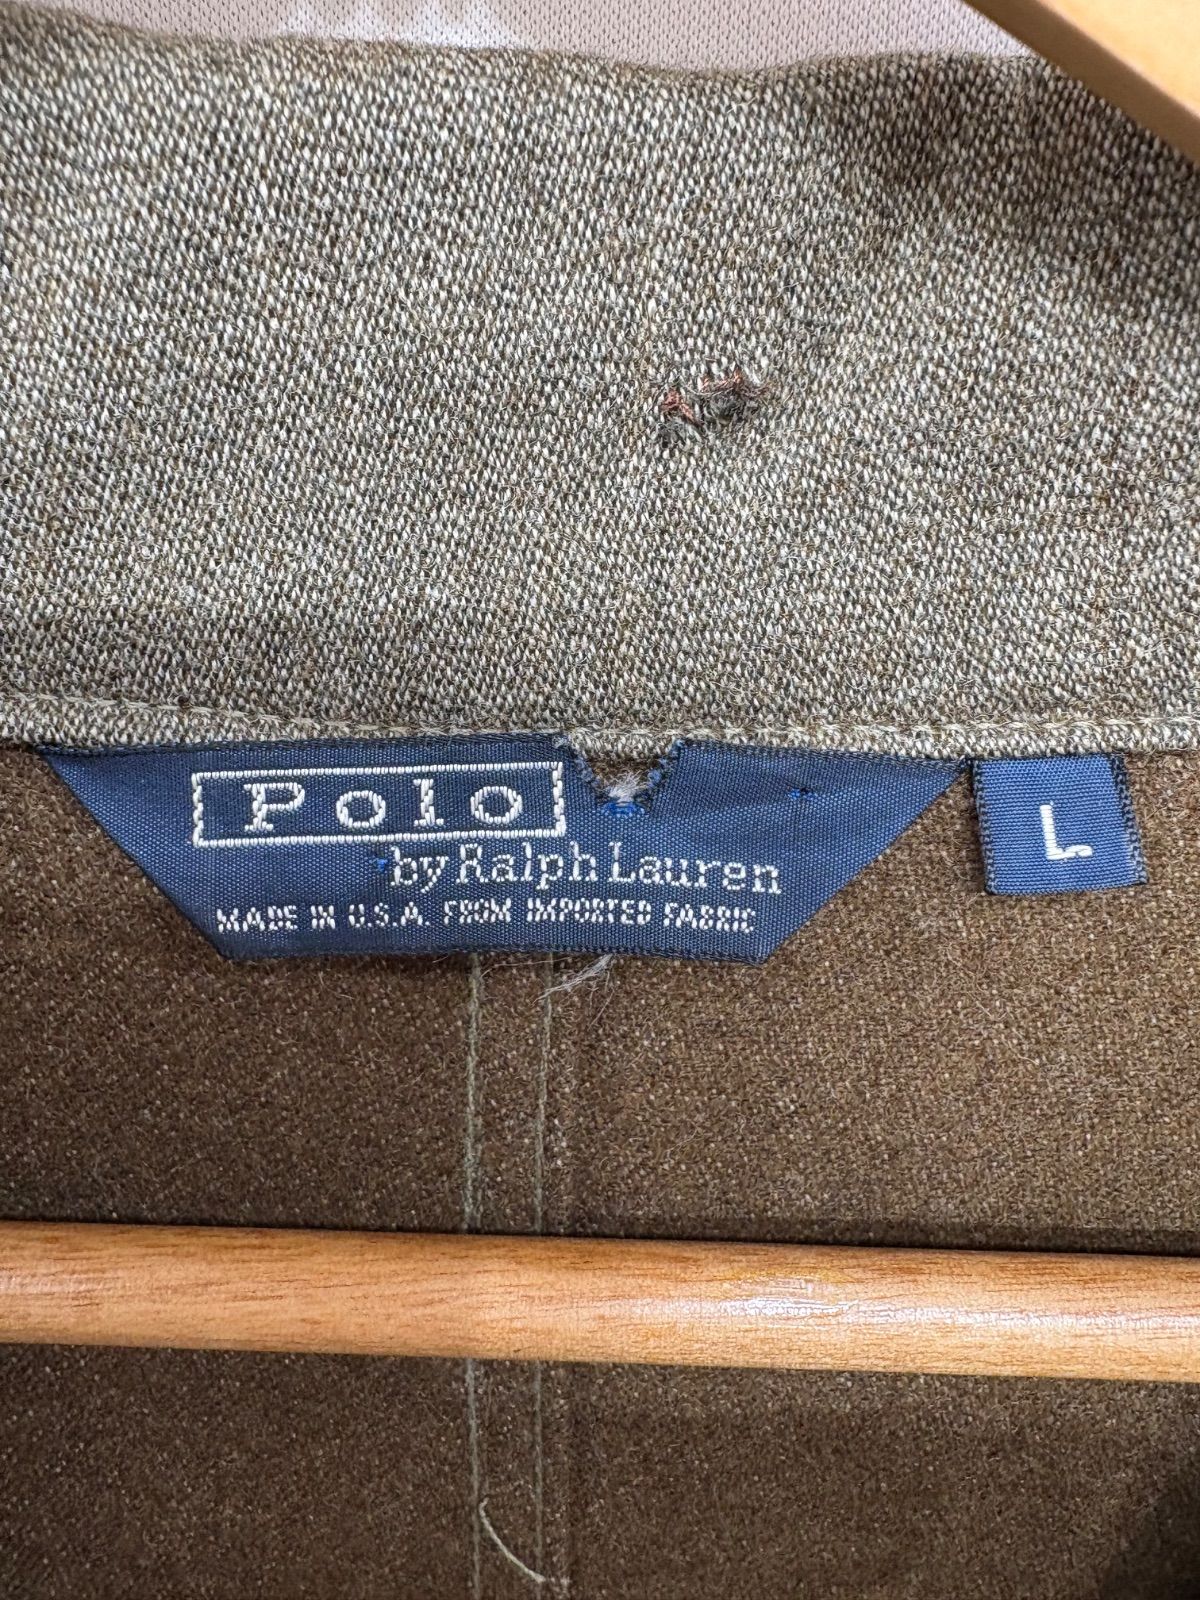 Polo
by Ralph Lauren
MADE IN U.S.A. FROM IMPORTED FABRIC
L